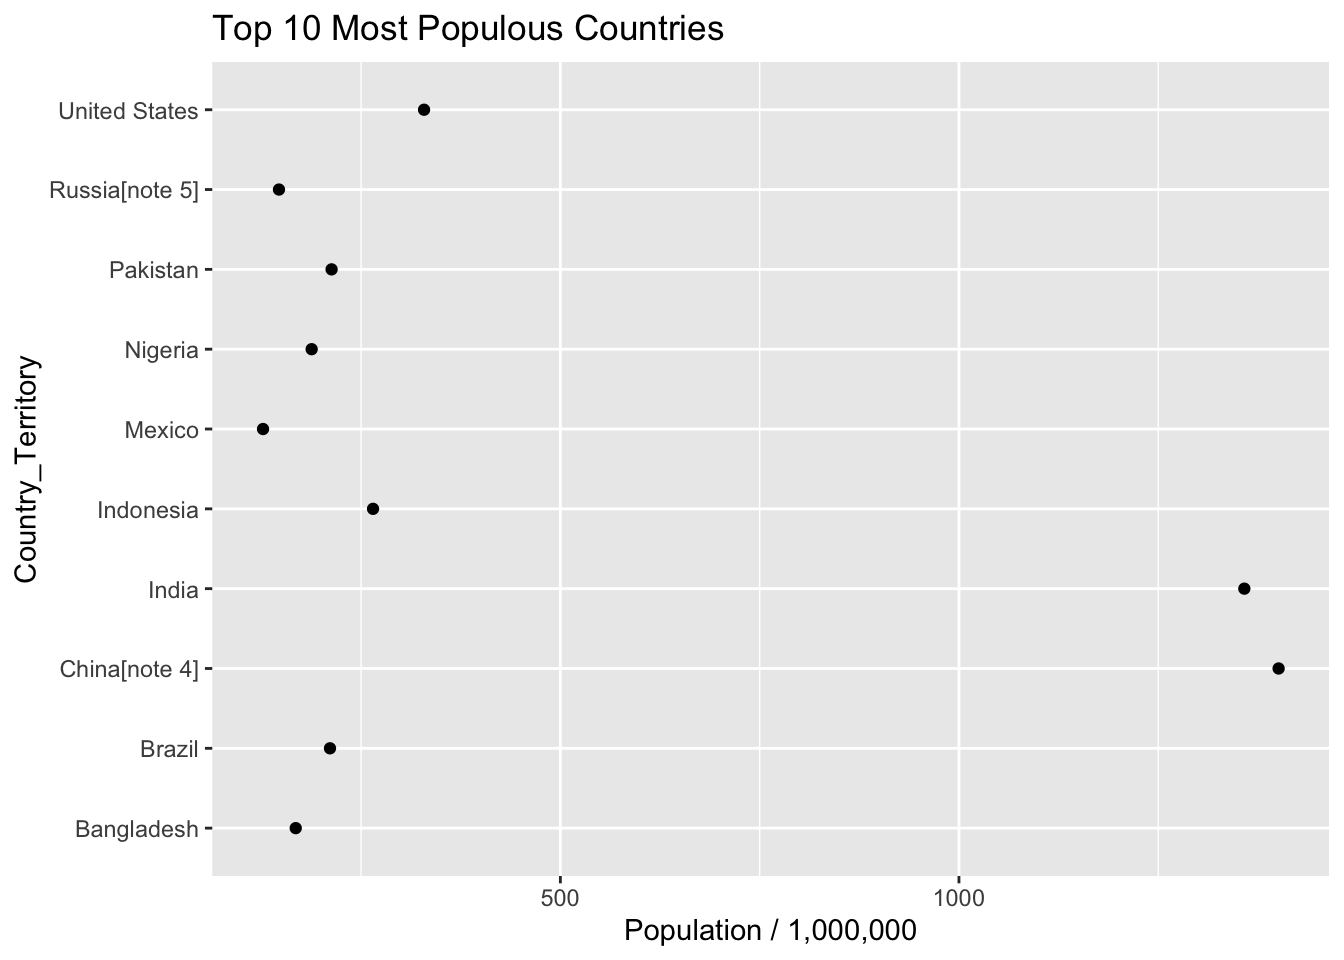 Top 10 Most Populous Countries
United States
Russia[note 5]
Pakistan
Nigeria
Mexico
Indonesia
India
China[note 4]
Brazil
Bangladesh
Country_Territory
500 1000
Population / 1,000,000